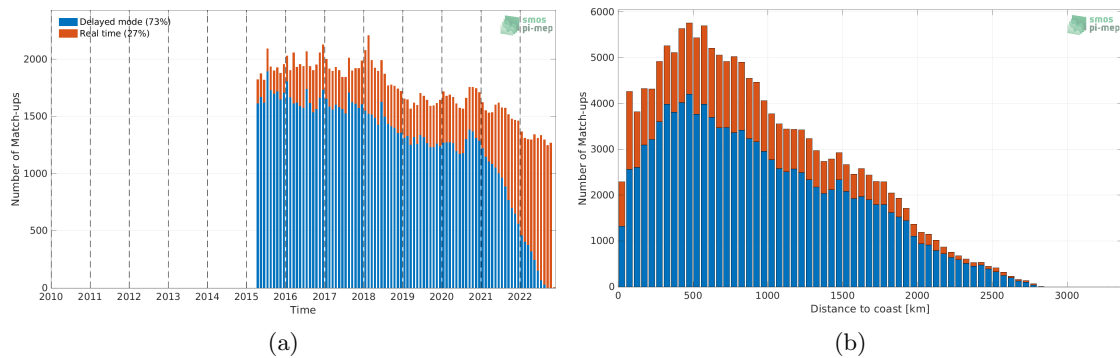 Delayed mode (73%)
Real time (27%)
smos
pi-mep
Number of Match-ups
2000
1500
1000
500
0
2010 2011 2012 2013 2014 2015 2016 2017 2018 2019 2020 2021 2022
Time
(a)
smos
pi-mep
Number of Match-ups
6000
5000
4000
3000
2000
1000
0
0 500 1000 1500 2000 2500 3000
Distance to coast [km]
(b)